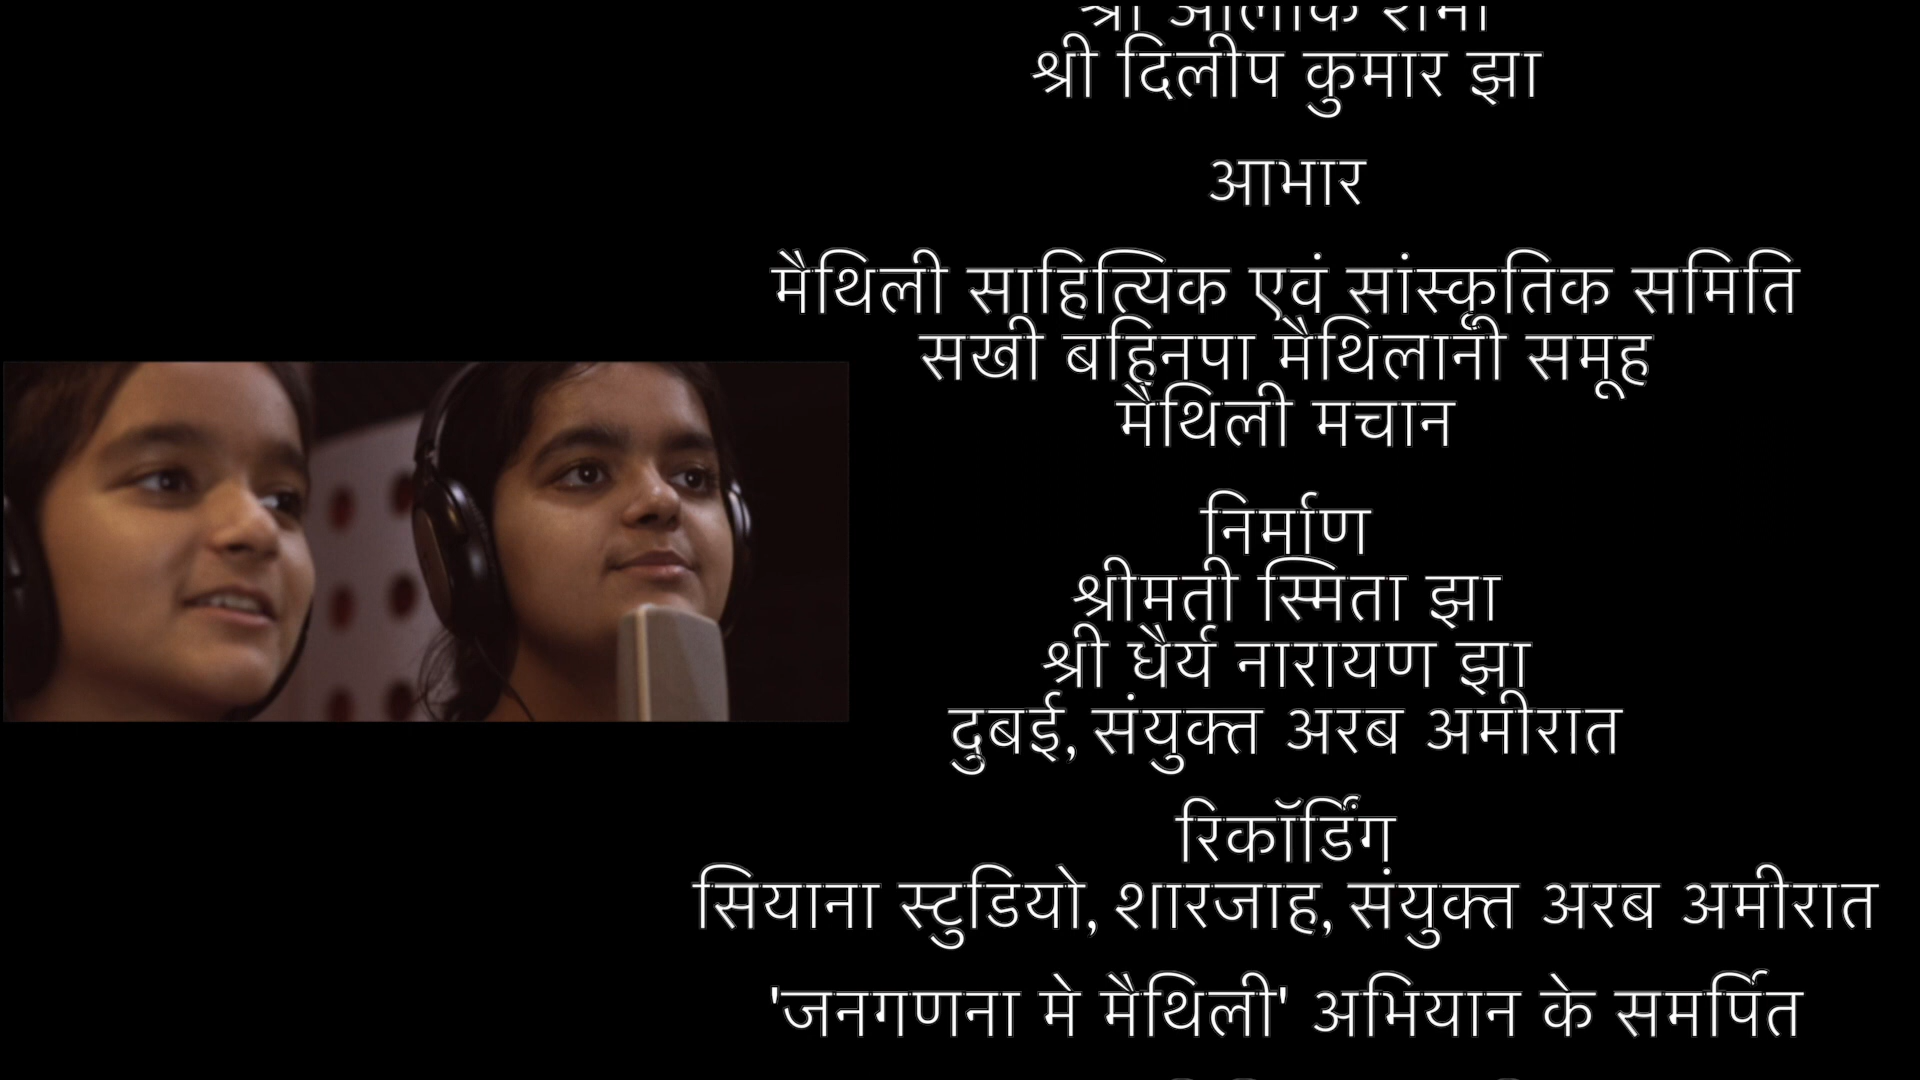 श्री
श्री दिलीप कुमार झा
आभार
मैथिली साहित्यिक एवं सांस्कृतिक समिति
सखी बहिनपा मैथिलानी समूह
मैथिली मचान
निर्माण
श्रीमती स्मिता झा
श्री धैर्य नारायण झा
दुबई, संयुक्त अरब अमीरात
रिकॉर्डिंग
सियाना स्टुडियो, शारजाह, संयुक्त अरब अमीरात
'जनगणना मे मैथिली' अभियान के समर्पित